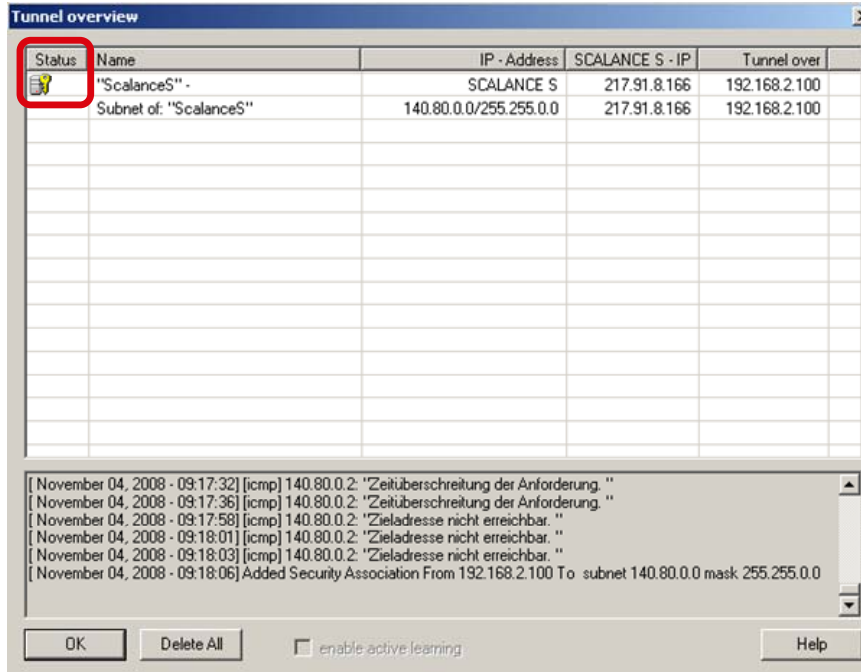 Tunnel overview
Status Name IP - Address SCALANCE S - IP Tunnel over
"ScalanceS" - SCALANCE S 217.91.8.166 192.168.2.100
Subnet of: "ScalanceS" 140.80.0.0/255.255.0.0 217.91.8.166 192.168.2.100
[ November 04, 2008 - 09:17:32] [icmp] 140.80.0.2: "Zeitüberschreitung der Anforderung. "
[ November 04, 2008 - 09:17:36] [icmp] 140.80.0.2: "Zeitüberschreitung der Anforderung. "
[ November 04, 2008 - 09:17:58] [icmp] 140.80.0.2: "Zieladresse nicht erreichbar. "
[ November 04, 2008 - 09:18:01] [icmp] 140.80.0.2: "Zieladresse nicht erreichbar. "
[ November 04, 2008 - 09:18:03] [icmp] 140.80.0.2: "Zieladresse nicht erreichbar. "
[ November 04, 2008 - 09:18:06] Added Security Association From 192.168.2.100 To subnet 140.80.0.0 mask 255.255.0.0
OK Delete All enable active learning Help